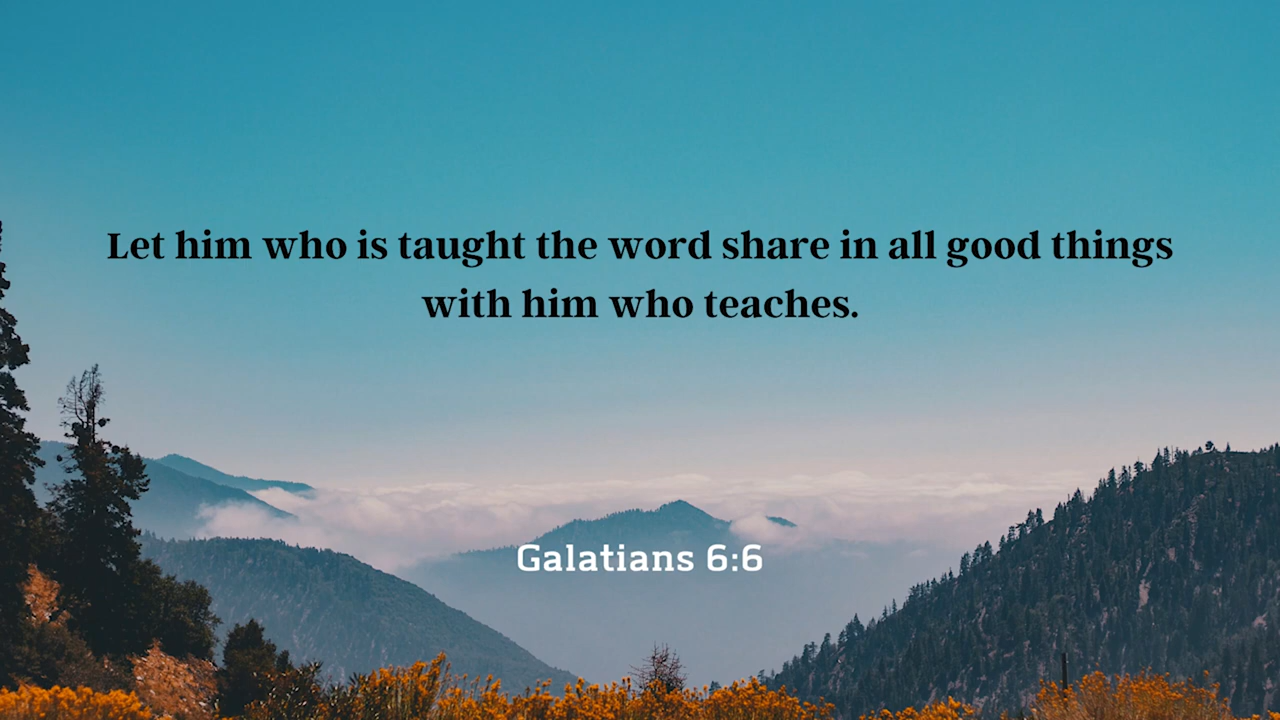 Let him who is taught the word share in all good things
with him who teaches.
Galatians 6:6